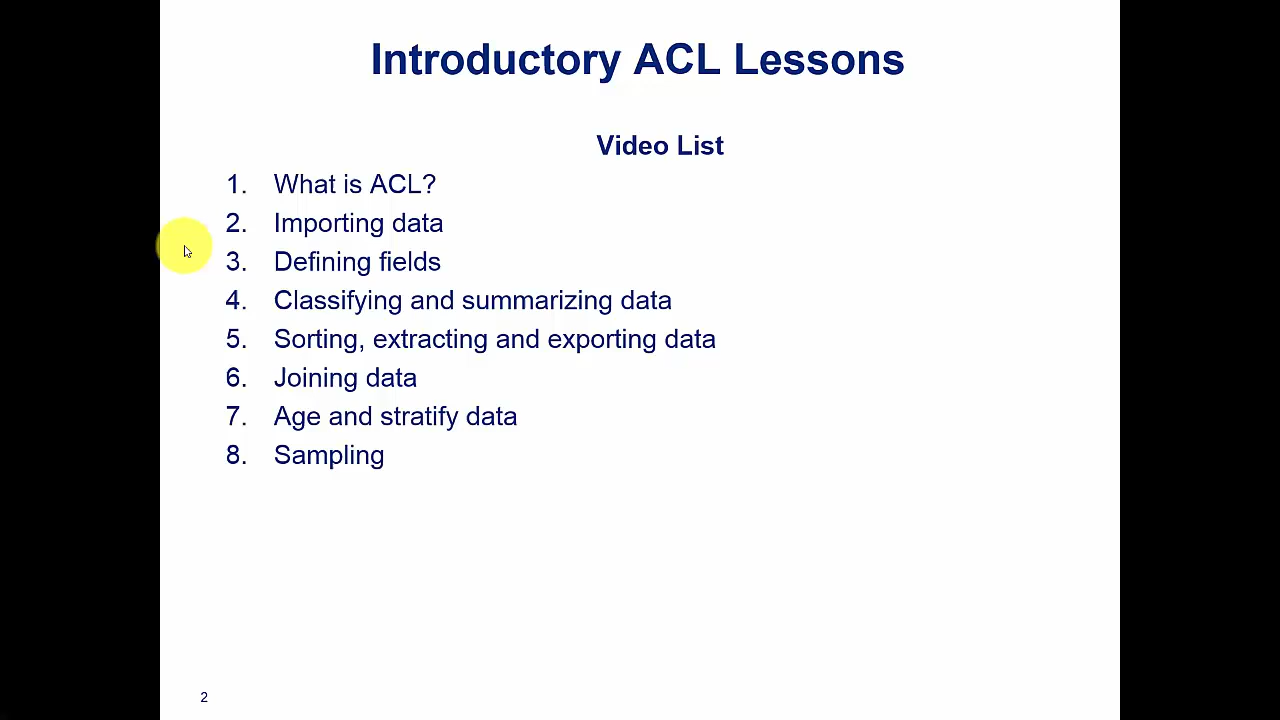 Introductory ACL Lessons
Video List
1. What is ACL?
2. Importing data
3. Defining fields
4. Classifying and summarizing data
5. Sorting, extracting and exporting data
6. Joining data
7. Age and stratify data
8. Sampling
2